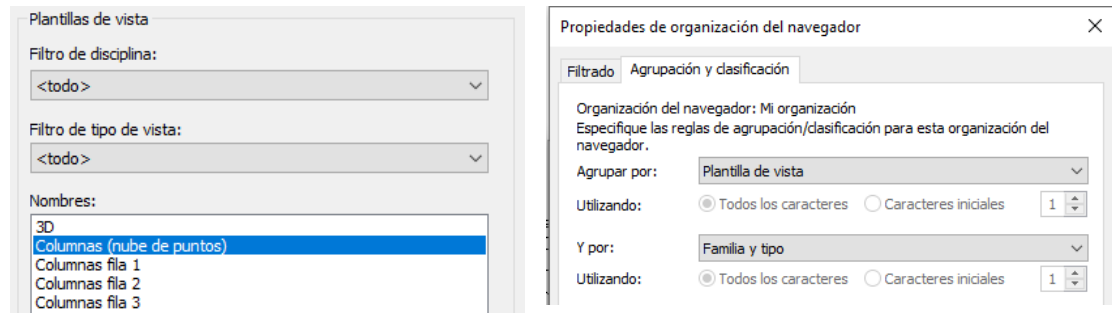 Plantillas de vista
Filtro de disciplina:
<todo>
Filtro de tipo de vista:
<todo>
Nombres:
3D
Columnas (nube de puntos)
Columnas fila 1
Columnas fila 2
Columnas fila 3
Propiedades de organización del navegador
Filtrado Agrupación y clasificación
Organización del navegador: Mi organización
Especifique las reglas de agrupación/clasificación para esta organización del
navegador.
Agrupar por: Plantilla de vista
Utilizando: Todos los caracteres Caracteres iniciales 1
Y por: Familia y tipo
Utilizando: Todos los caracteres Caracteres iniciales 1